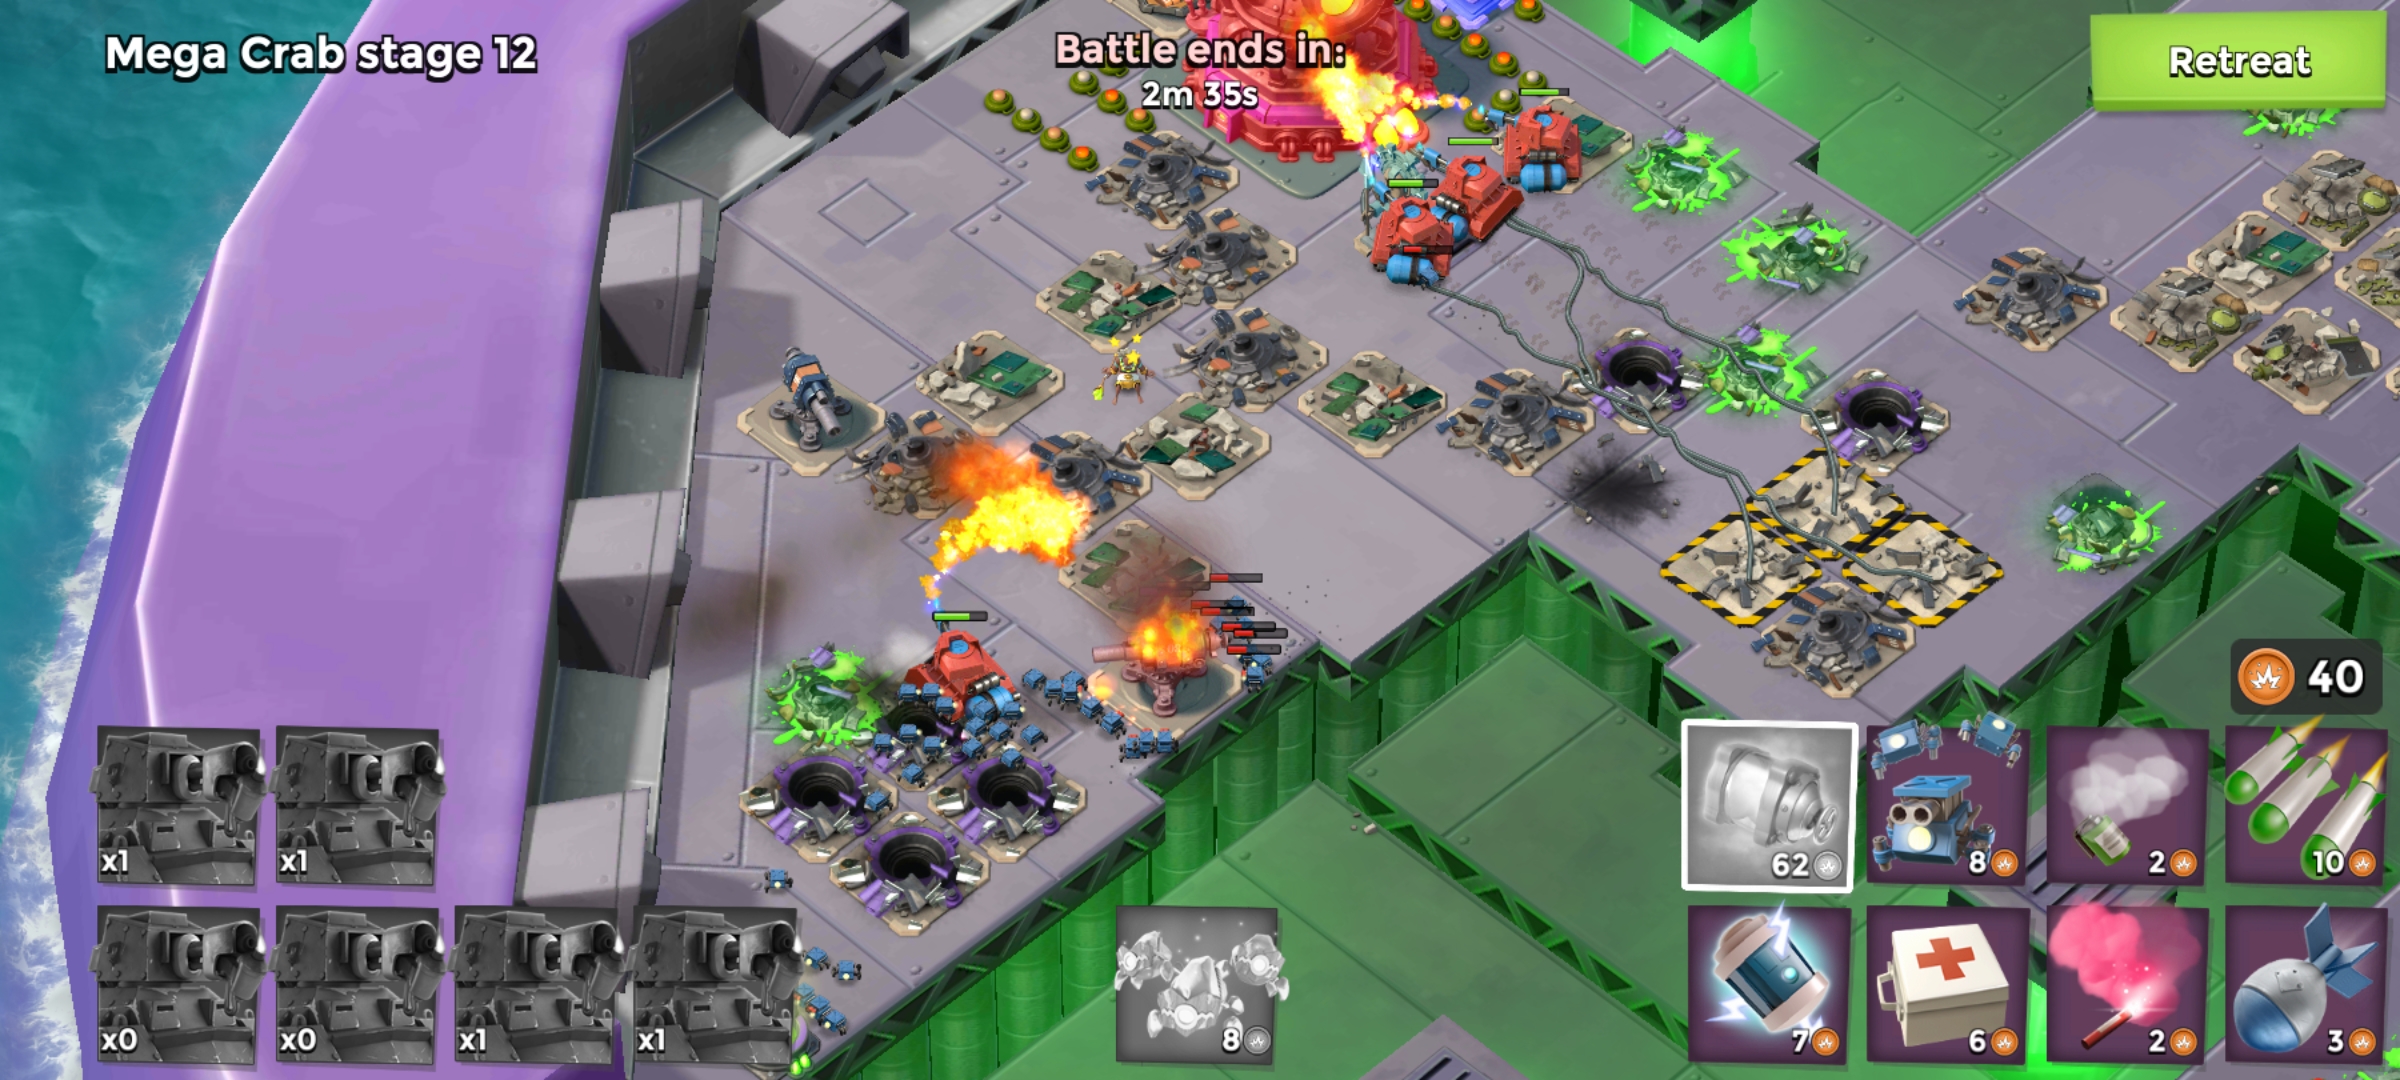 Mega Crab stage 12
Battle ends in:
2m 35s
Retreat
40
x1
x1
62
8
2
10
x0
x0
x1
x1
8
7
6
2
3